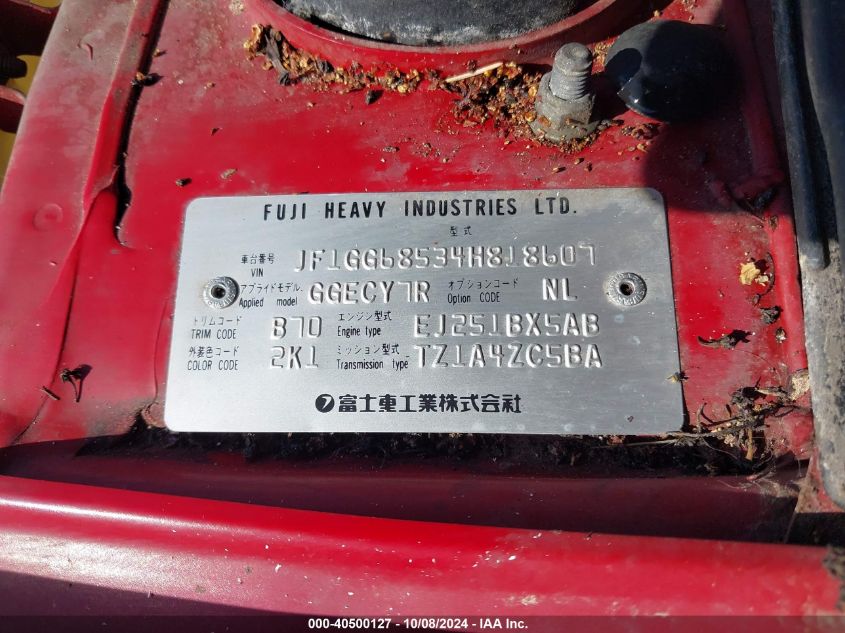 FUJI HEAVY INDUSTRIES LTD.
型式
車台番号 VIN JF1GG68534H818607
アプライドモデル Applied model GGECY7R オプションコード Option CODE NL
トリムコード TRIM CODE B70 エンジン型式 Engine type EJ251BX5AB
外装色コード COLOR CODE 2K1 ミッション型式 Transmission type TZ1A4ZC5BA
富士重工業株式会社
000-40500127 - 10/08/2024 - IAA Inc.